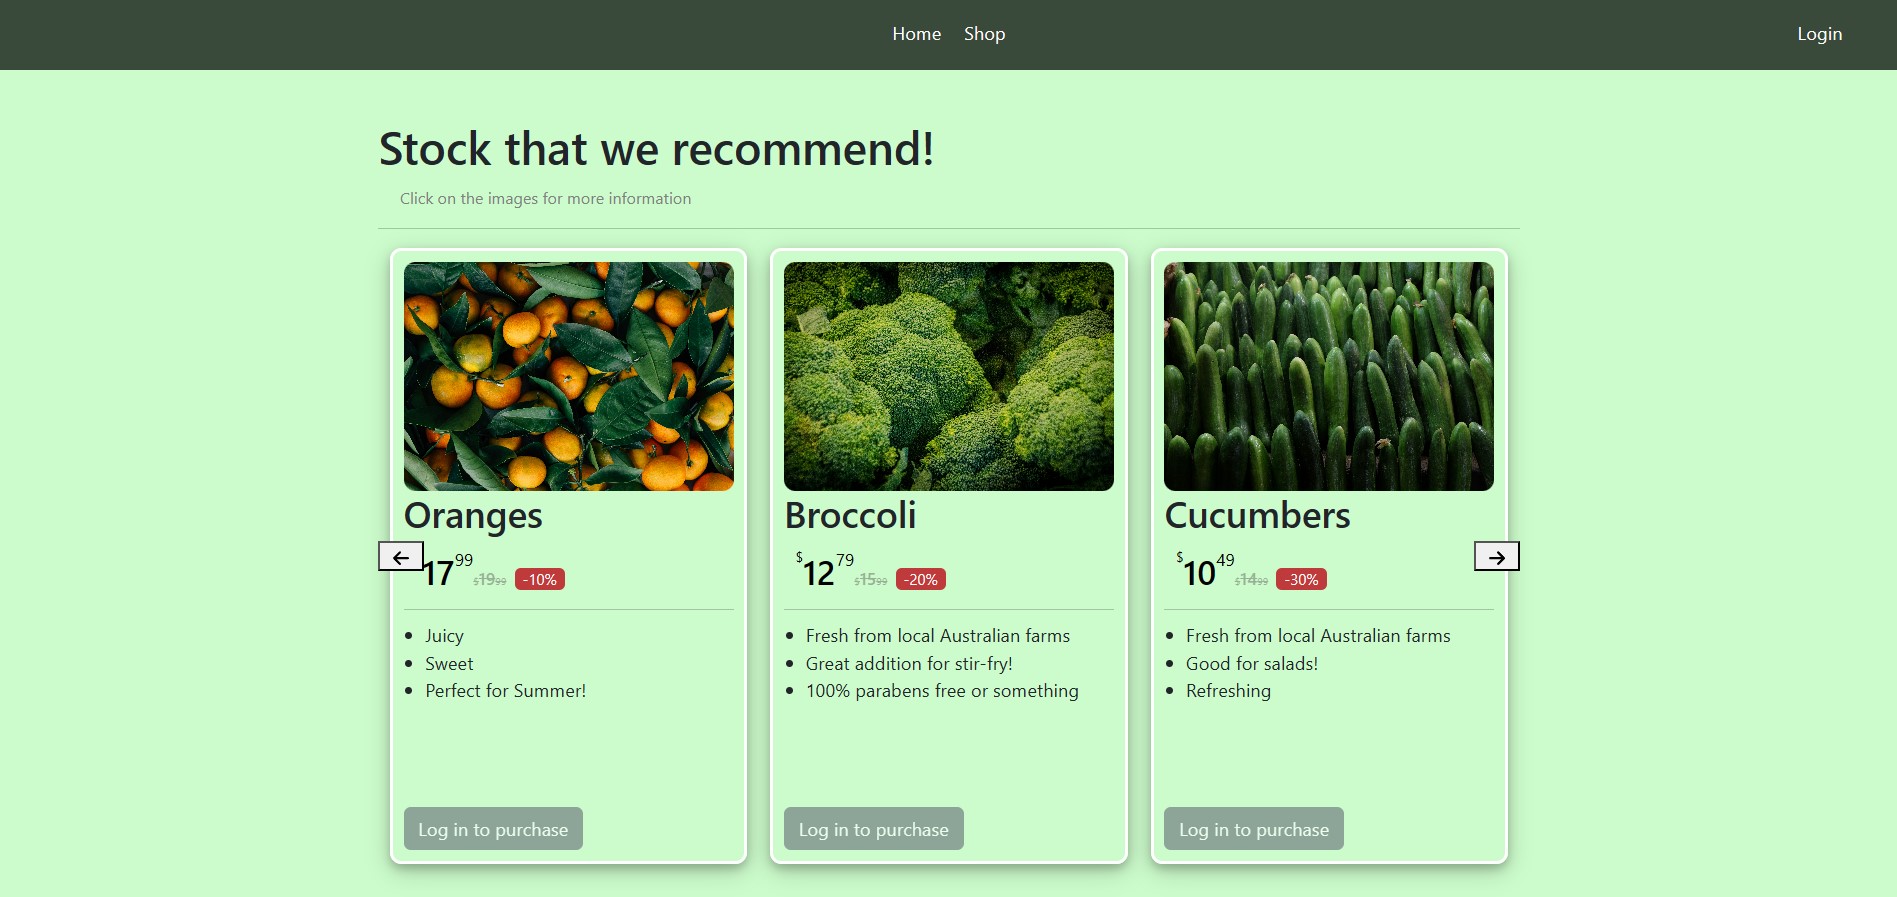 Home Shop Login
Stock that we recommend!
Click on the images for more information
Oranges
17 99 $19 99 -10%
Juicy
Sweet
Perfect for Summer!
Log in to purchase
Broccoli
$12 79 $15 99 -20%
Fresh from local Australian farms
Great addition for stir-fry!
100% parabens free or something
Log in to purchase
Cucumbers
$10 49 $14 99 -30%
Fresh from local Australian farms
Good for salads!
Refreshing
Log in to purchase